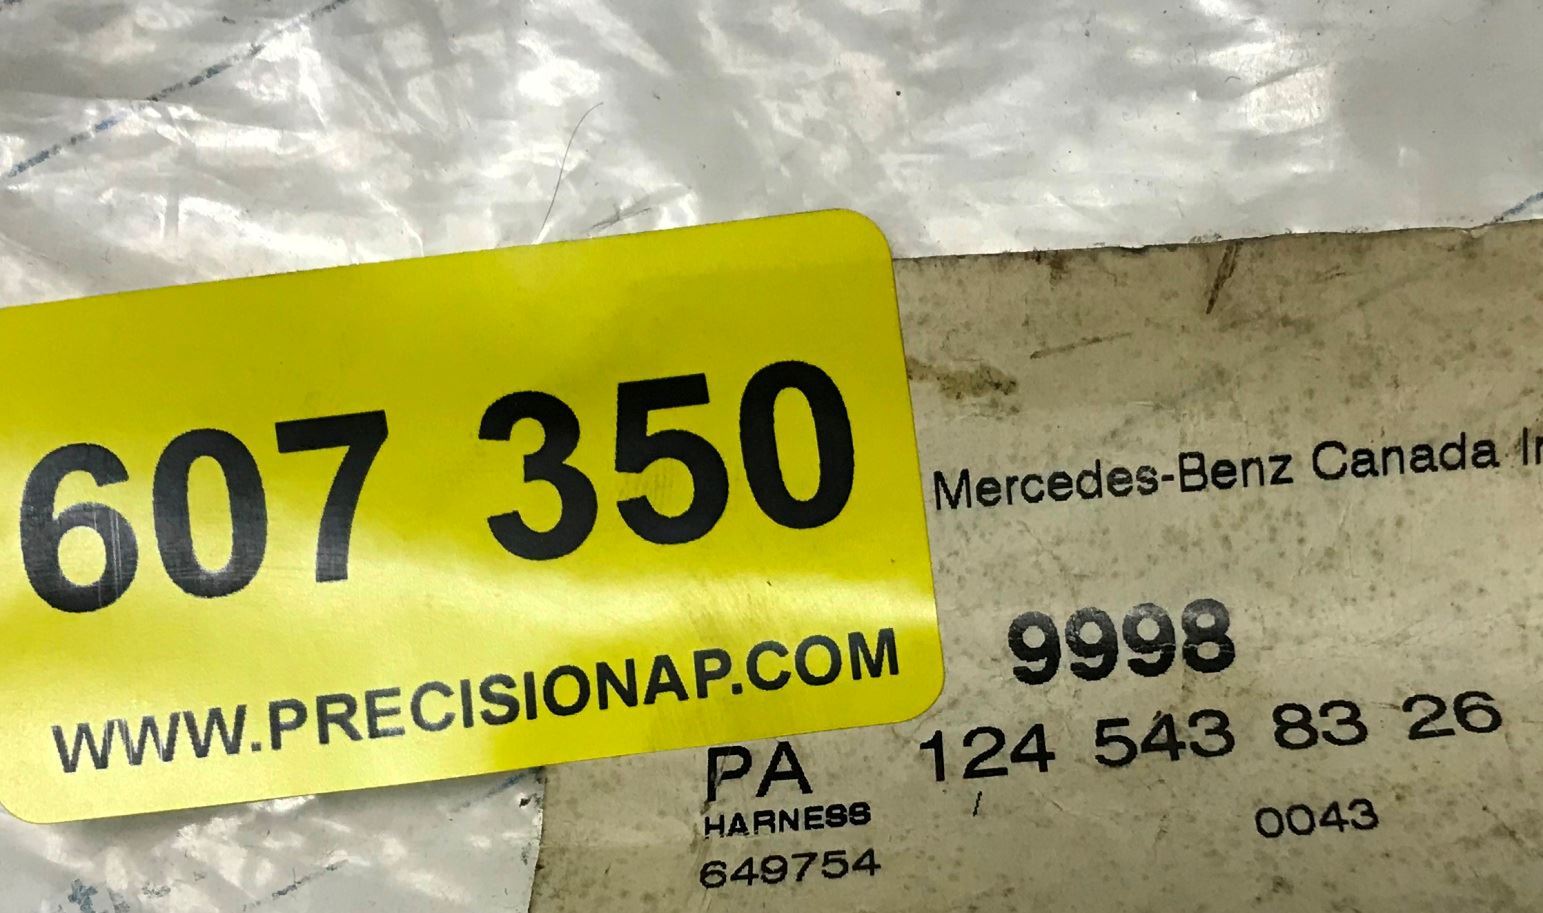 607 350
WWW.PRECISIONAP.COM
Mercedes-Benz Canada
9998
PA 124 543 83 26
HARNESS
0043
649754